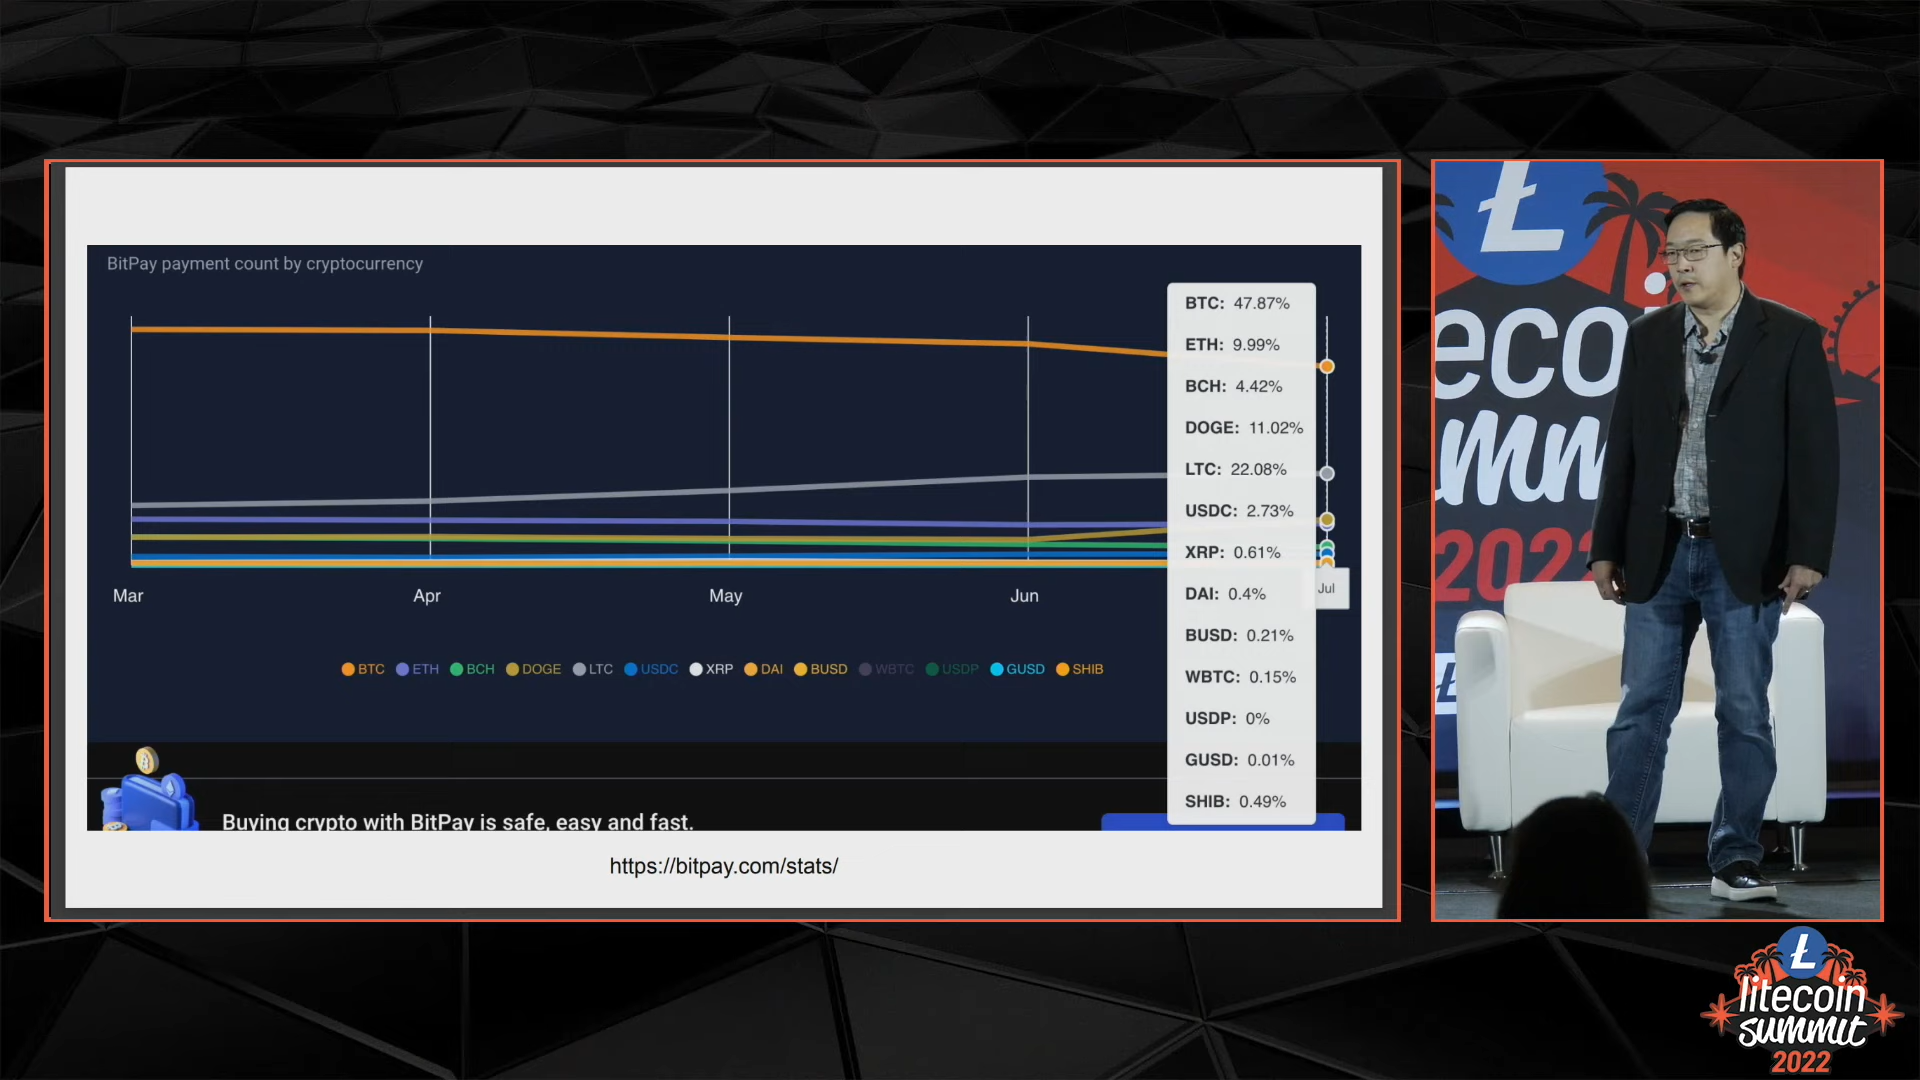 BitPay payment count by cryptocurrency
BTC: 47.87%
ETH: 9.99%
BCH: 4.42%
DOGE: 11.02%
LTC: 22.08%
USDC: 2.73%
XRP: 0.61%
DAI: 0.4%
BUSD: 0.21%
WBTC: 0.15%
USDP: 0%
GUSD: 0.01%
SHIB: 0.49%
Mar Apr May Jun Jul
BTC ETH BCH DOGE LTC USDC XRP DAI BUSD WBTC USDP GUSD SHIB
Buying crypto with BitPay is safe, easy and fast.
https://bitpay.com/stats/
ecoi
umm
2022
litecoin
summit
2022